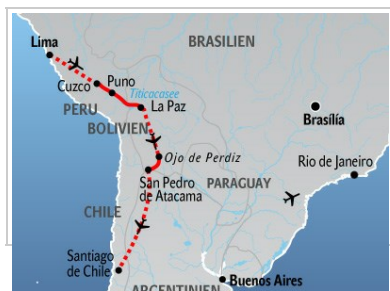 Lima
BRASILIEN
Cuzco
Puno
Titicacasee
La Paz
PERU
BOLIVIEN
Brasília
Ojo de Perdiz
Rio de Janeiro
San Pedro
de Atacama
PARAGUAY
CHILE
Santiago
de Chile
Buenos Aires
ARGENTINIEN